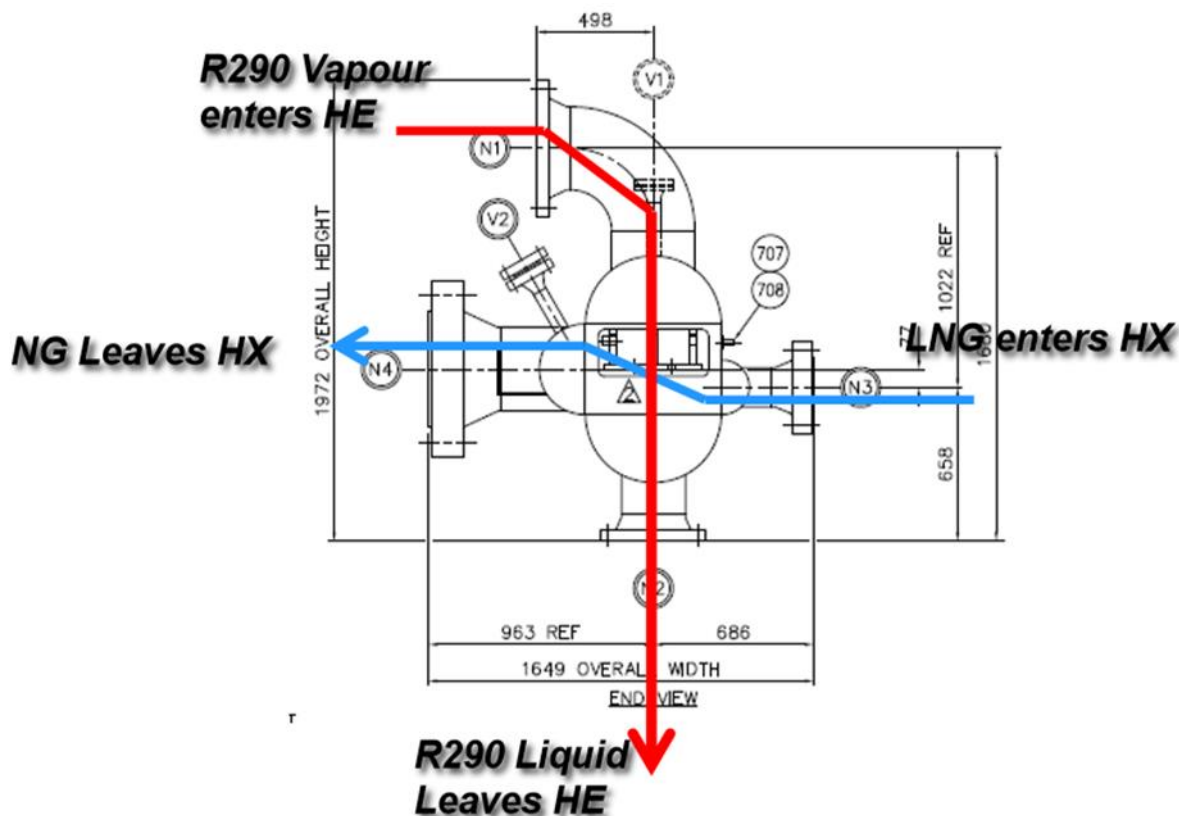 498
R290 Vapour
enters HE
V1
N1
V2
707
708
1022 REF
1972 OVERALL HEIGHT
NG Leaves HX
LNG enters HX
77
N4
2
N3
658
N2
963 REF
686
1649 OVERALL WIDTH
END VIEW
R290 Liquid
Leaves HE